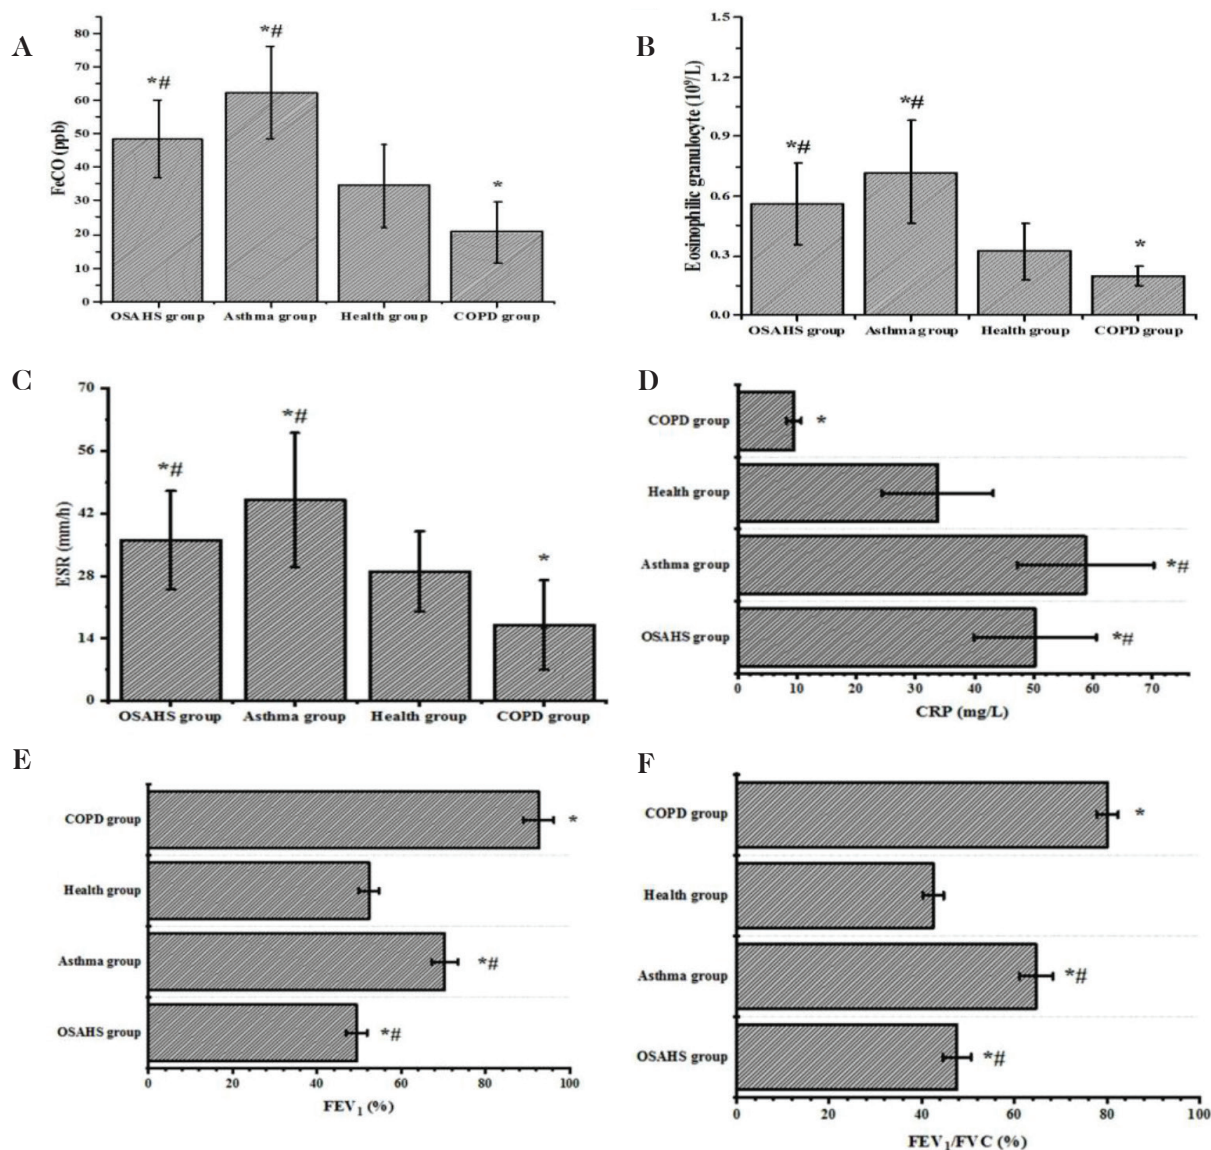 A
FeCO (ppb)
80
70
60
50
40
30
20
10
0
*#
*#
*
OSAHS group
Asthma group
Health group
COPD group
B
Eosinophilic granulocyte (10⁹/L)
1.5
1.2
0.9
0.6
0.3
0.0
*#
*#
*
OSAHS group
Asthma group
Health group
COPD group
C
ESR (mm/h)
70
56
42
28
14
0
*#
*#
*
OSAHS group
Asthma group
Health group
COPD group
D
COPD group
*
Health group
Asthma group
*#
OSAHS group
*#
0 10 20 30 40 50 60 70
CRP (mg/L)
E
COPD group
*
Health group
Asthma group
*#
OSAHS group
*#
0 20 40 60 80 100
FEV₁ (%)
F
COPD group
*
Health group
Asthma group
*#
OSAHS group
*#
0 20 40 60 80 100
FEV₁/FVC (%)